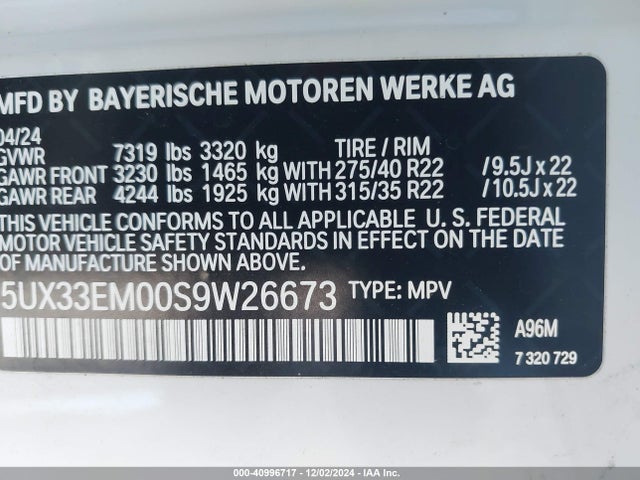 MFD BY BAYERISCHE MOTOREN WERKE AG
04/24
GVWR 7319 lbs 3320 kg TIRE / RIM
GAWR FRONT 3230 lbs 1465 kg WITH 275/40 R22 /9.5J x 22
GAWR REAR 4244 lbs 1925 kg WITH 315/35 R22 /10.5J x 22
THIS VEHICLE CONFORMS TO ALL APPLICABLE U. S. FEDERAL
MOTOR VEHICLE SAFETY STANDARDS IN EFFECT ON THE DATE
OF MANUFACTURE SHOWN ABOVE.
5UX33EM00S9W26673 TYPE: MPV
A96M
7 320 729
000-40996717 - 12/02/2024 - IAA Inc.